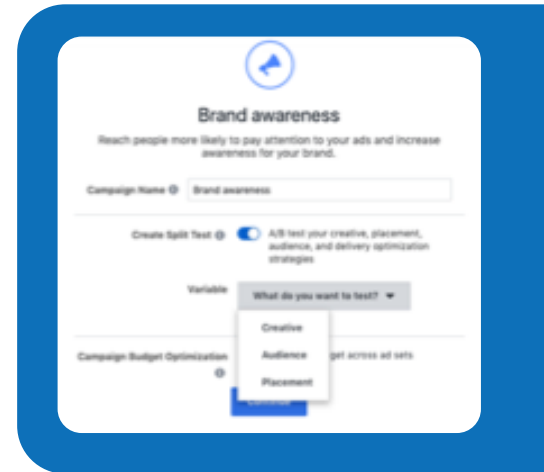 Brand awareness
Reach people more likely to pay attention to your ads and increase
awareness for your brand.
Campaign Name Brand awareness
Create Split Test A/B test your creative, placement,
audience, and delivery optimization
strategies
Variable What do you want to test?
Creative
Campaign Budget Optimization Audience get across ad sets
Placement
Continue